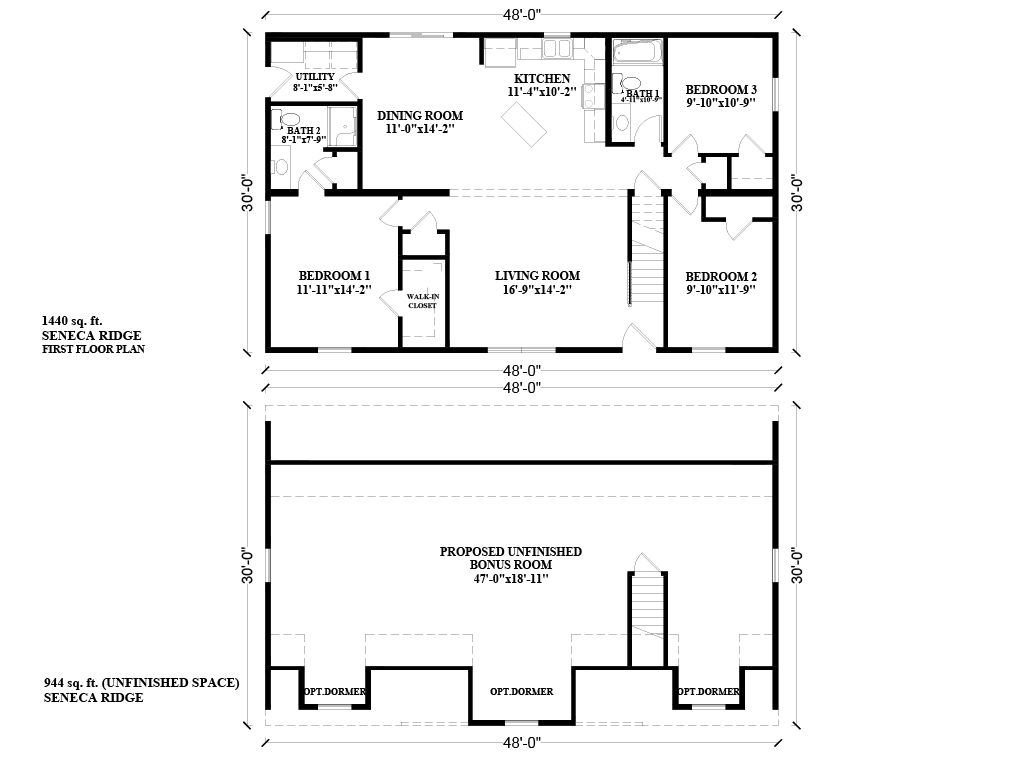 48'-0"
UTILITY
8'-1"x5'-8"
KITCHEN
11'-4"x10'-2"
BATH 1
4'-11"x10'-9"
BEDROOM 3
9'-10"x10'-9"
DINING ROOM
11'-0"x14'-2"
BATH 2
8'-1"x7'-9"
30'-0"
30'-0"
BEDROOM 1
11'-11"x14'-2"
WALK-IN
CLOSET
LIVING ROOM
16'-9"x14'-2"
BEDROOM 2
9'-10"x11'-9"
1440 sq. ft.
SENECA RIDGE
FIRST FLOOR PLAN
48'-0"
48'-0"
30'-0"
30'-0"
PROPOSED UNFINISHED
BONUS ROOM
47'-0"x18'-11"
944 sq. ft. (UNFINISHED SPACE)
SENECA RIDGE
OPT.DORMER
OPT.DORMER
OPT.DORMER
48'-0"